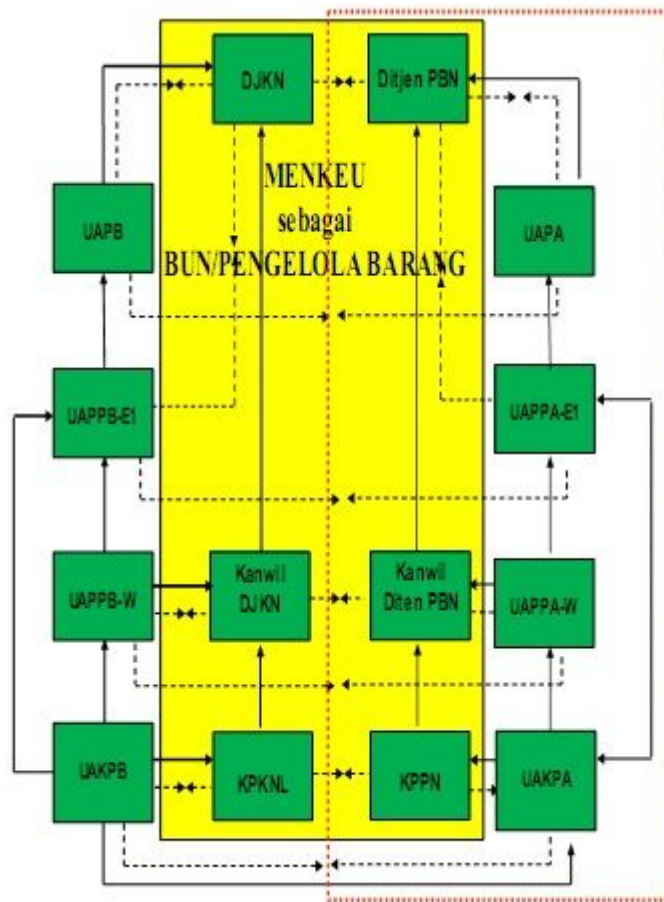 DJKN
Ditjen PBN
MENKEU
sebagai
BUN/PENGELOLA BARANG
UAPB
UAPA
UAPPB-E1
UAPPA-E1
UAPPB-W
Kanwil
DJKN
Kanwil
Diten PBN
UAPPA-W
UAKPB
KPKNL
KPPN
UAKPA